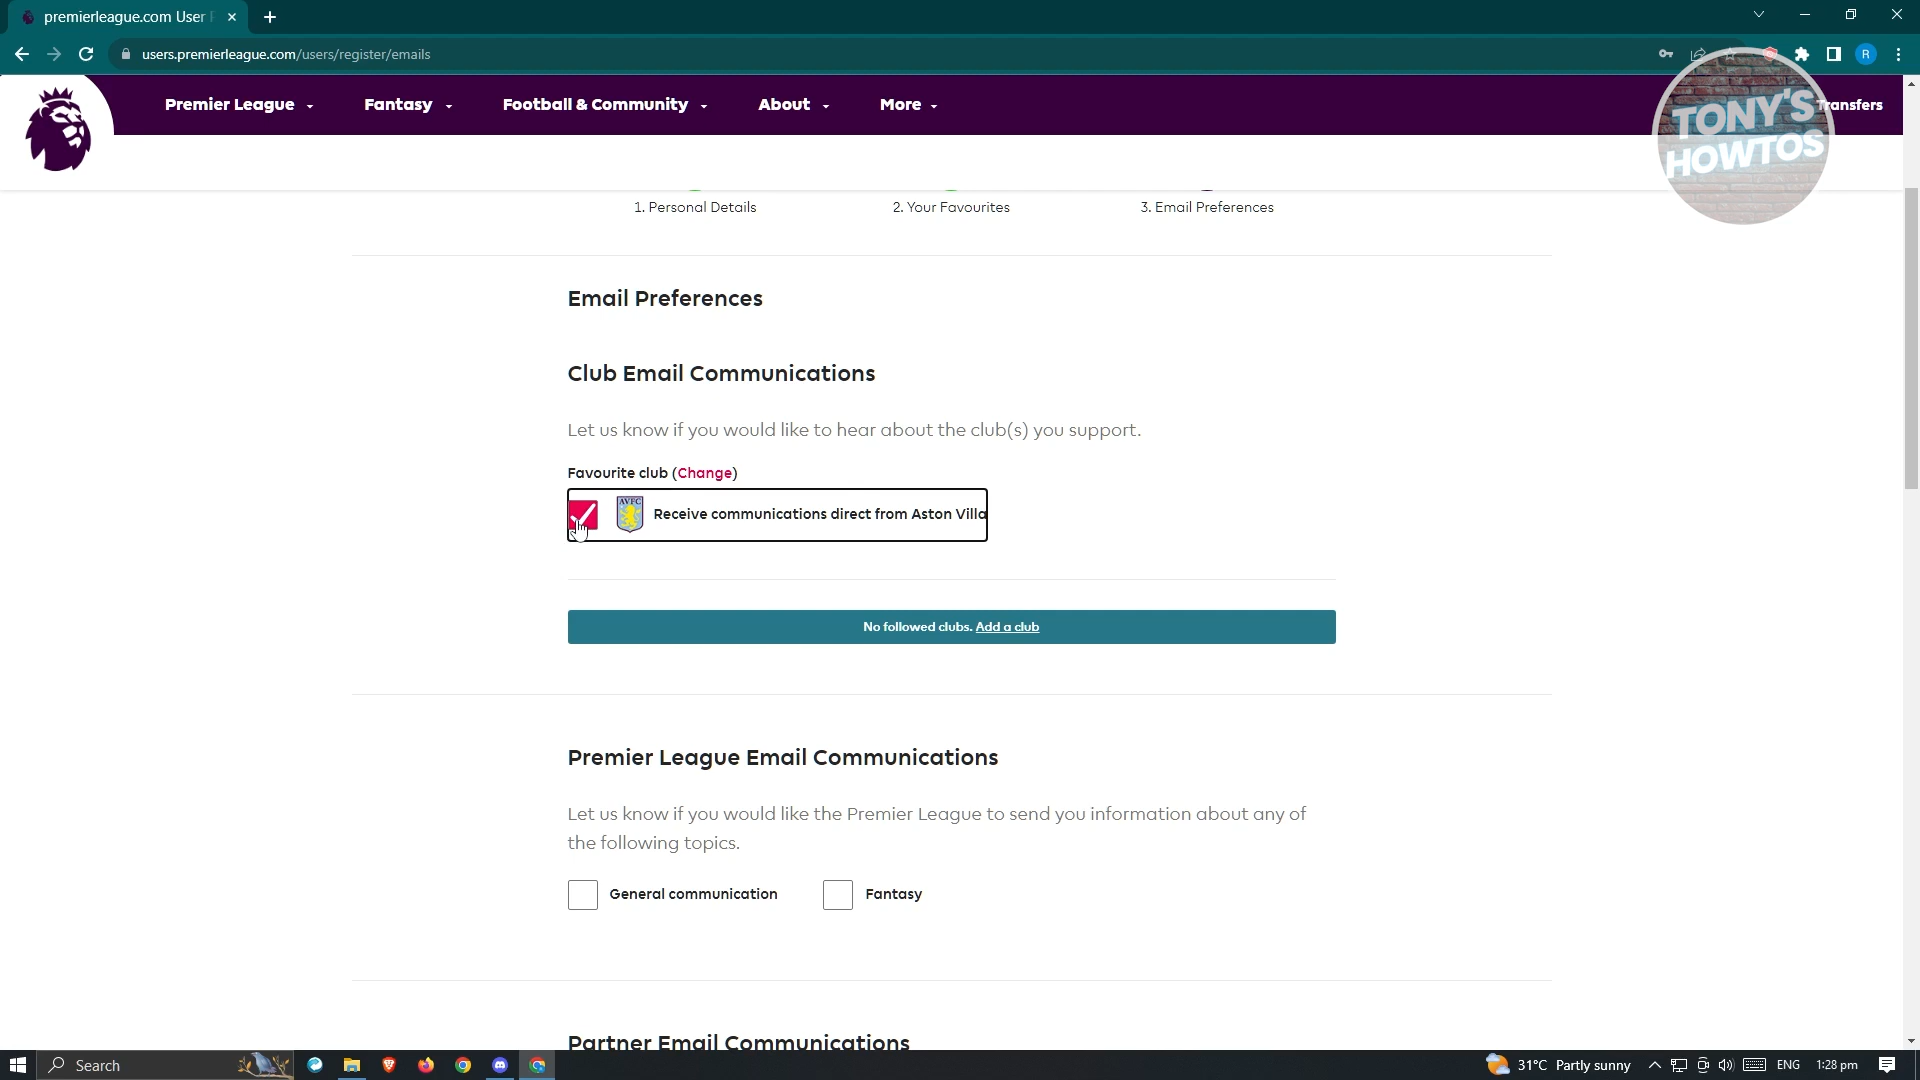 premierleague.com User
users.premierleague.com/users/register/emails
R
Premier League
Fantasy
Football & Community
About
More
Transfers
TONY'S
HOWTOS
1. Personal Details
2. Your Favourites
3. Email Preferences
Email Preferences
Club Email Communications
Let us know if you would like to hear about the club(s) you support.
Favourite club (Change)
AVFC
Receive communications direct from Aston Villa
No followed clubs. Add a club
Premier League Email Communications
Let us know if you would like the Premier League to send you information about any of
the following topics.
General communication
Fantasy
Partner Email Communications
Search
31°C Partly sunny
ENG
1:28 pm